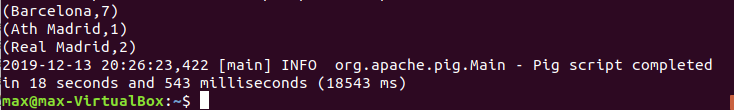 (Barcelona,7)
(Ath Madrid,1)
(Real Madrid,2)
2019-12-13 20:26:23,422 [main] INFO  org.apache.pig.Main - Pig script completed
in 18 seconds and 543 milliseconds (18543 ms)
max@max-VirtualBox:~$